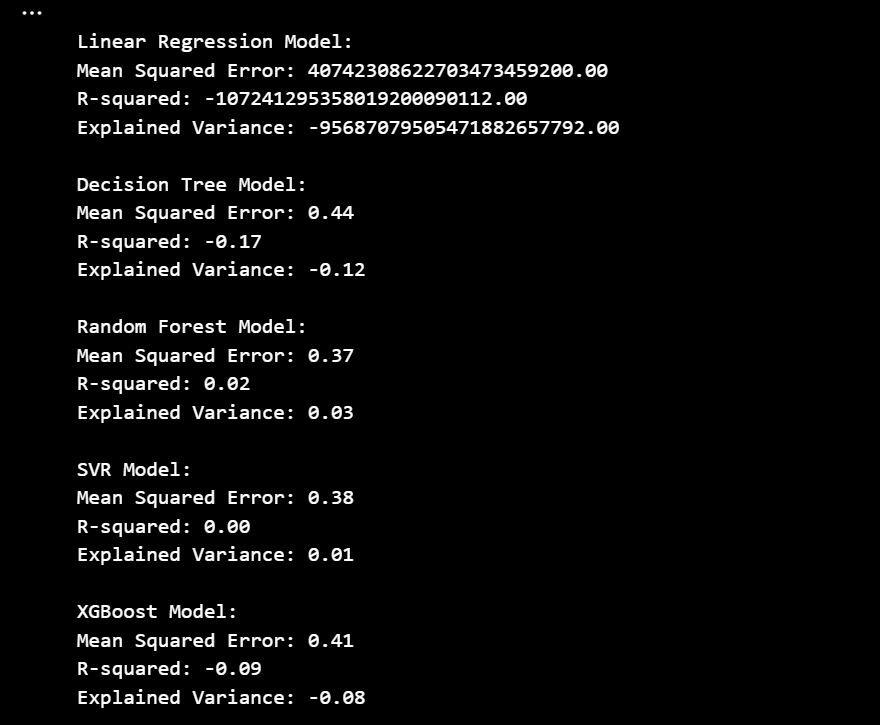 ...
Linear Regression Model:
Mean Squared Error: 40742308622703473459200.00
R-squared: -107241295358019200090112.00
Explained Variance: -95687079505471882657792.00
Decision Tree Model:
Mean Squared Error: 0.44
R-squared: -0.17
Explained Variance: -0.12
Random Forest Model:
Mean Squared Error: 0.37
R-squared: 0.02
Explained Variance: 0.03
SVR Model:
Mean Squared Error: 0.38
R-squared: 0.00
Explained Variance: 0.01
XGBoost Model:
Mean Squared Error: 0.41
R-squared: -0.09
Explained Variance: -0.08